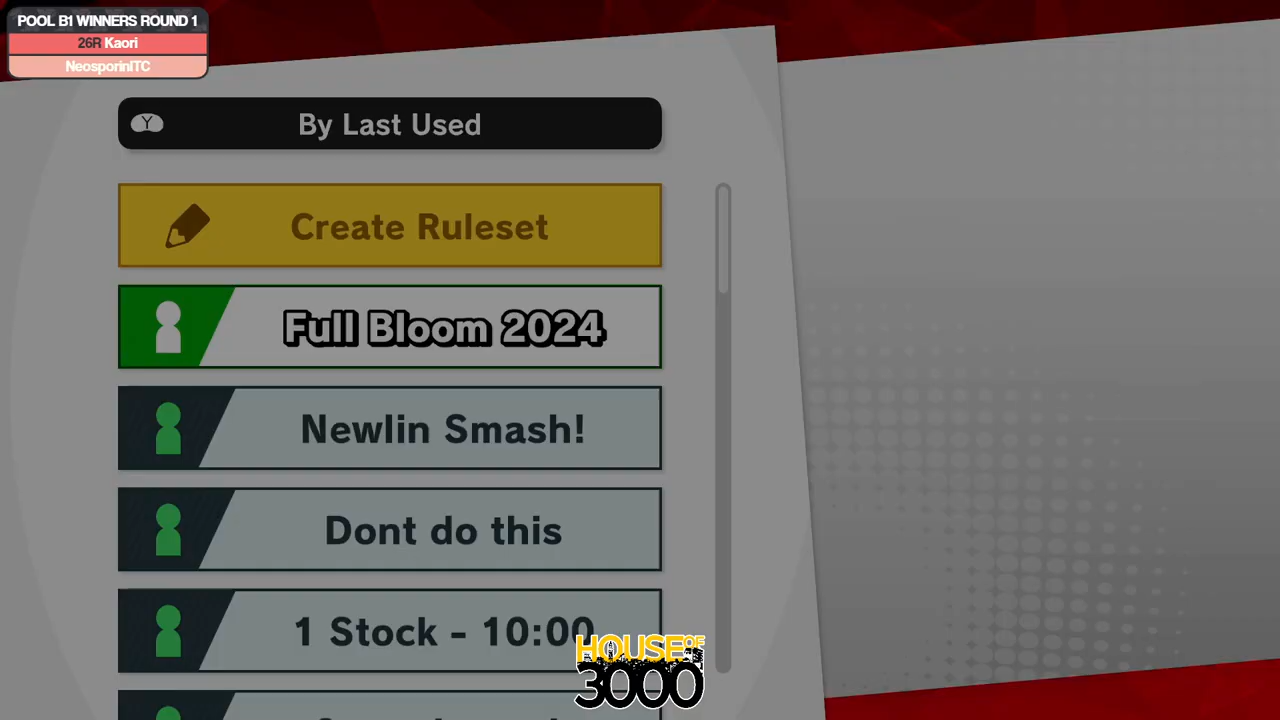 POOL B1 WINNERS ROUND 1
26R Kaori
NeosporinITC
Y
By Last Used
Create Ruleset
Full Bloom 2024
Newlin Smash!
Dont do this
1 Stock - 10:00
HOUSE OF
3000